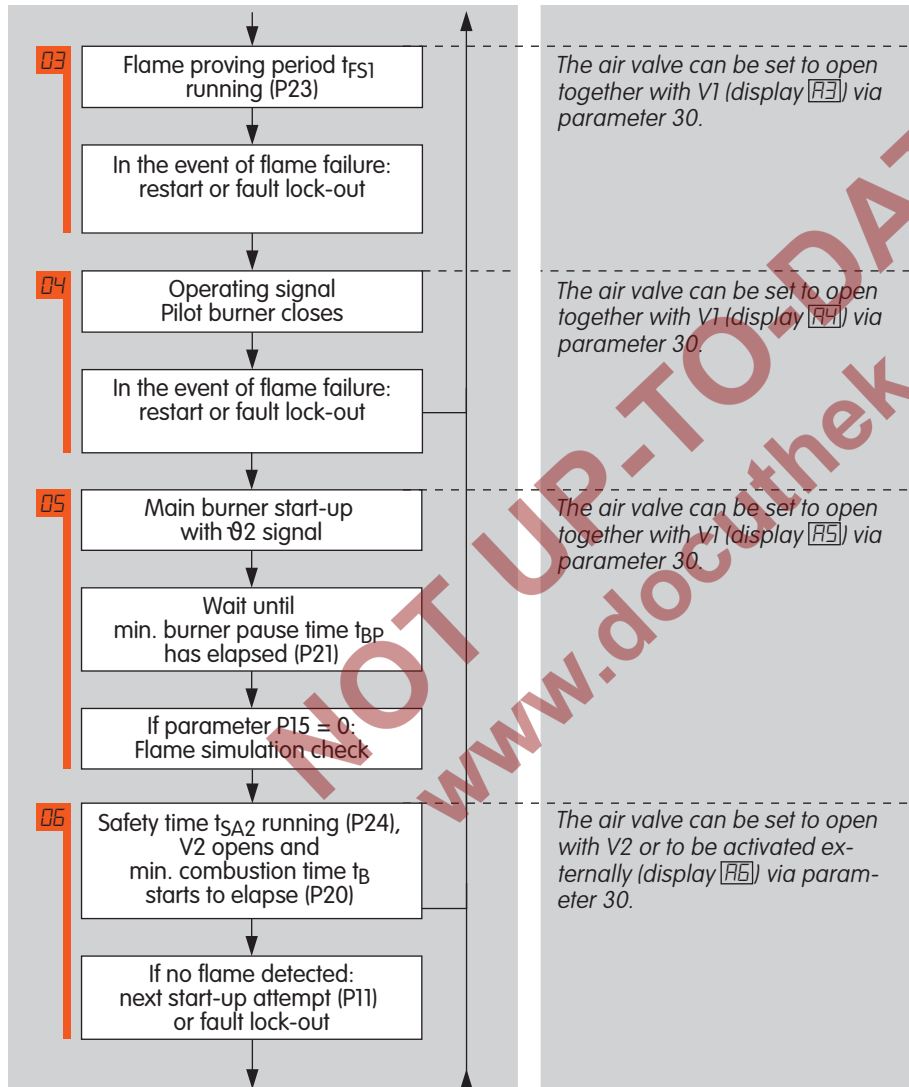 03
Flame proving period tFS1
running (P23)
In the event of flame failure:
restart or fault lock-out
The air valve can be set to open
together with V1 (display A3) via
parameter 30.
04
Operating signal
Pilot burner closes
In the event of flame failure:
restart or fault lock-out
The air valve can be set to open
together with V1 (display A4) via
parameter 30.
05
Main burner start-up
with ϑ2 signal
Wait until
min. burner pause time tBP
has elapsed (P21)
If parameter P15 = 0:
Flame simulation check
The air valve can be set to open
together with V1 (display A5) via
parameter 30.
06
Safety time tSA2 running (P24),
V2 opens and
min. combustion time tB
starts to elapse (P20)
If no flame detected:
next start-up attempt (P11)
or fault lock-out
The air valve can be set to open
with V2 or to be activated ex-
ternally (display A6) via param-
eter 30.
NOT UP-TO-DAT
www.docuthek